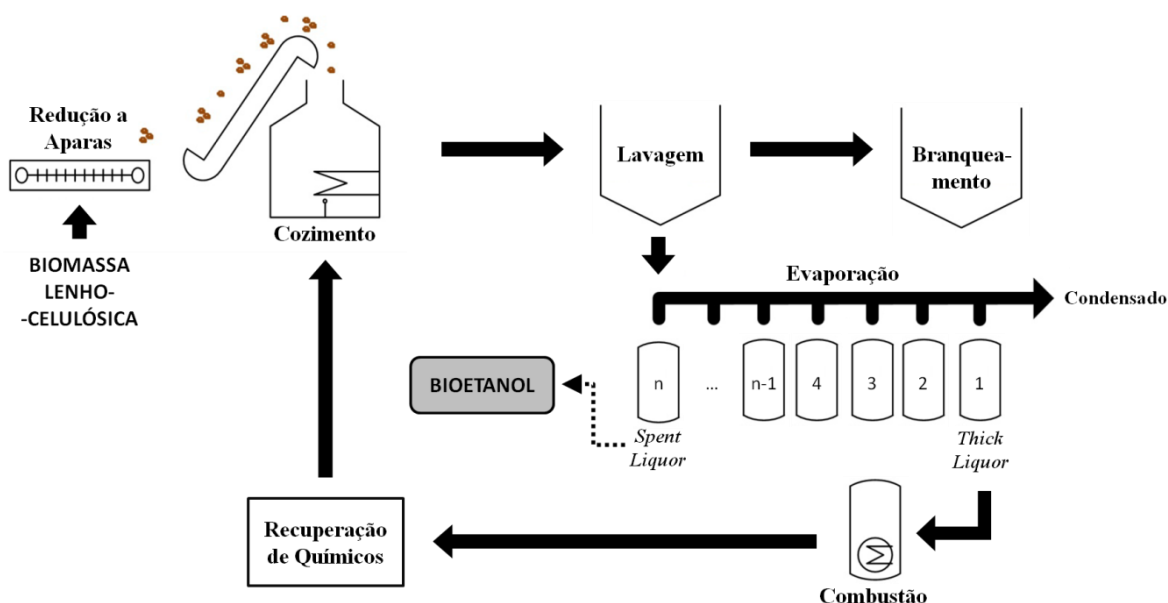 Redução a
Aparas
BIOMASSA
LENHO-
-CELULÓSICA
Cozimento
Lavagem
Branquea-
mento
Evaporação
Condensado
BIOETANOL
n
...
n-1
4
3
2
1
Spent
Liquor
Thick
Liquor
Recuperação
de Químicos
Combustão